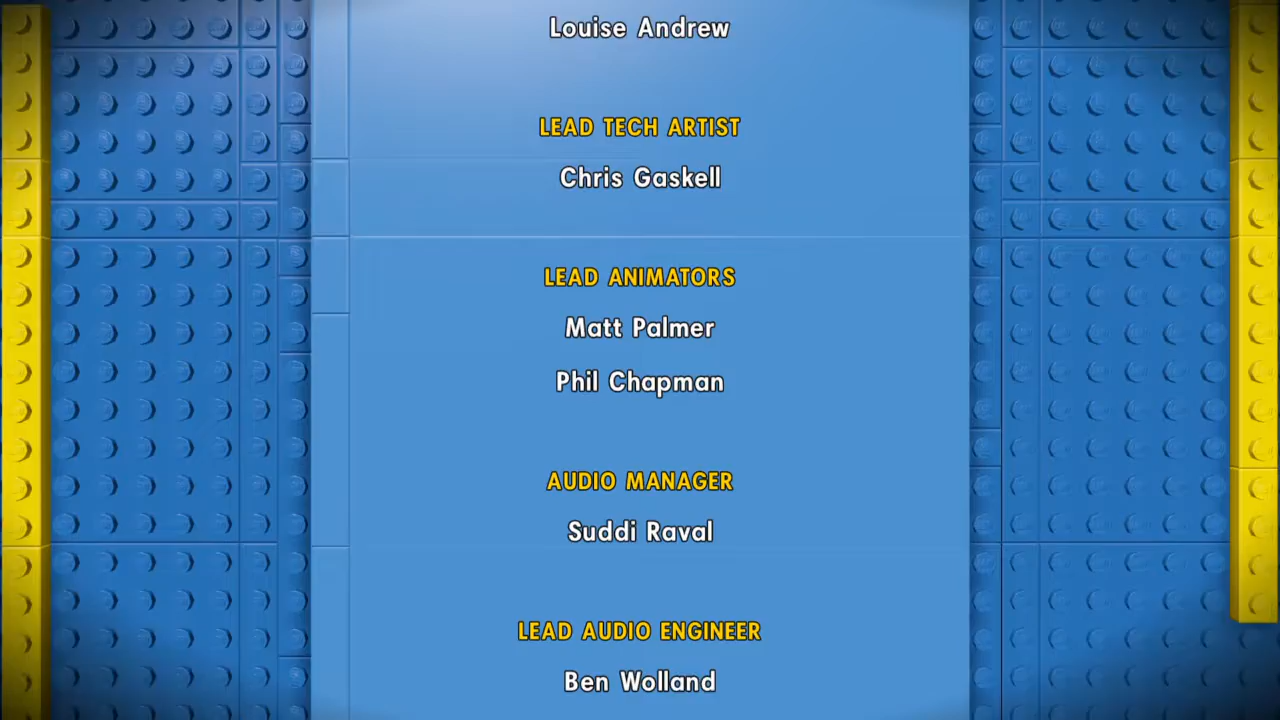 Louise Andrew
LEAD TECH ARTIST
Chris Gaskell
LEAD ANIMATORS
Matt Palmer
Phil Chapman
AUDIO MANAGER
Suddi Raval
LEAD AUDIO ENGINEER
Ben Wolland